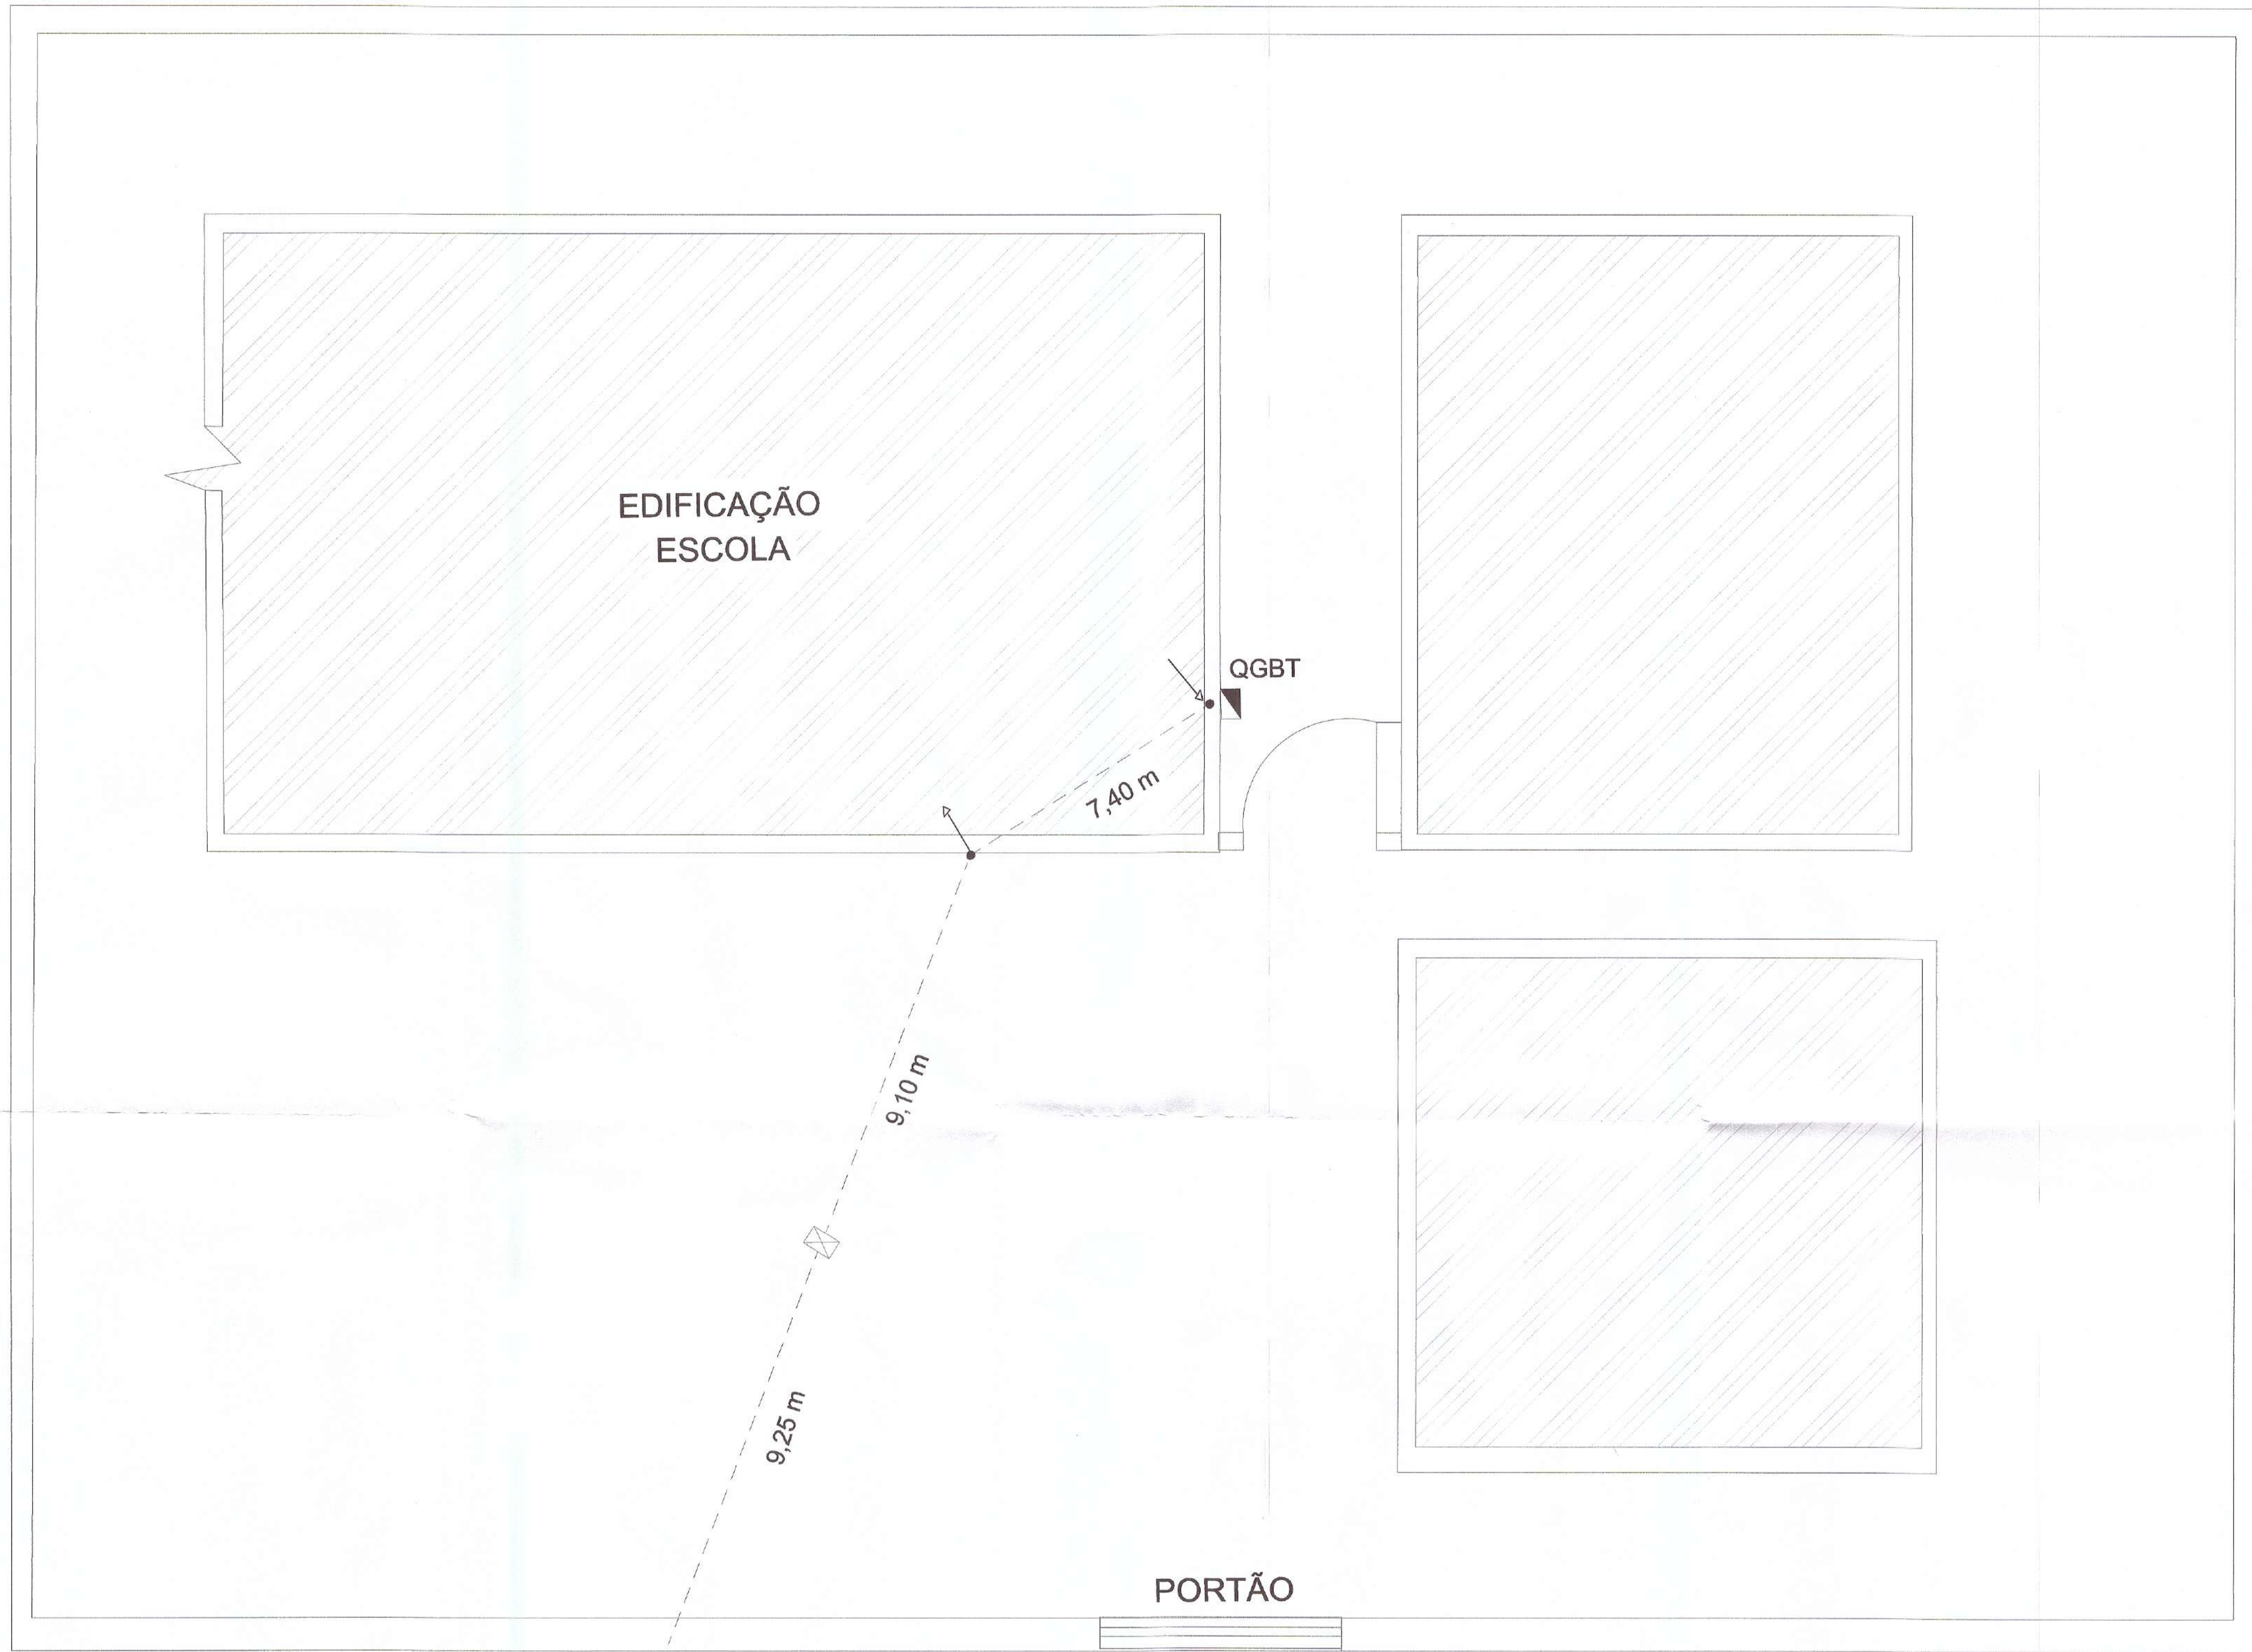 EDIFICAÇÃO
ESCOLA
QGBT
7,40 m
9,10 m
9,25 m
PORTÃO